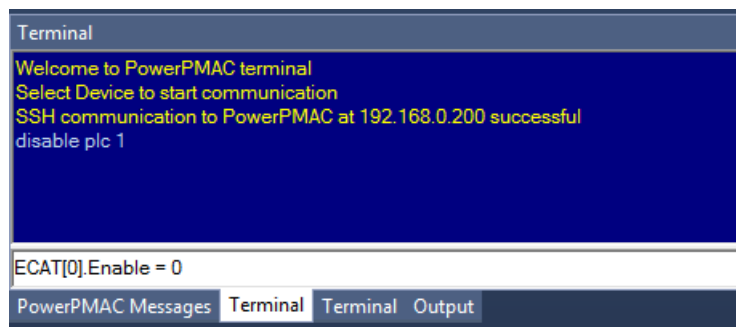 Terminal
Welcome to PowerPMAC terminal
Select Device to start communication
SSH communication to PowerPMAC at 192.168.0.200 successful
disable plc 1
ECAT[0].Enable = 0
PowerPMAC Messages Terminal Terminal Output